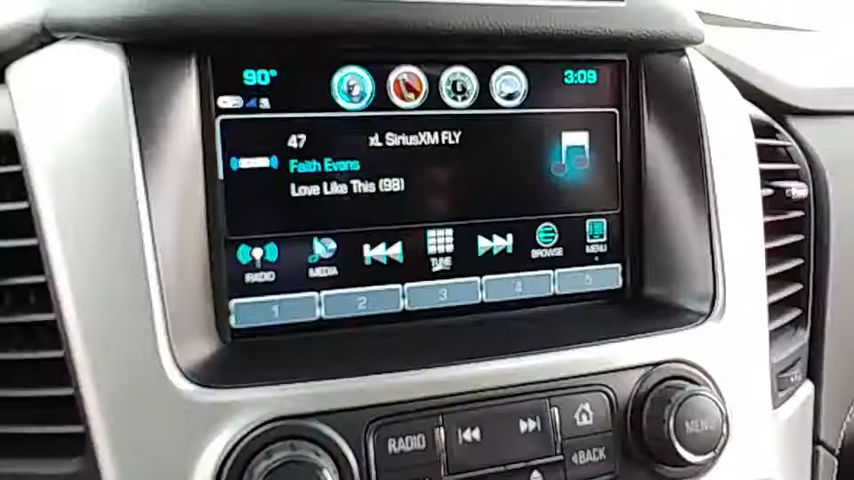 90°
3:09
47
xL SiriusXM FLY
Faith Evans
Love Like This (98)
RADIO
MEDIA
TUNE
BROWSE
MENU
1
2
3
4
5
RADIO
BACK
MENU